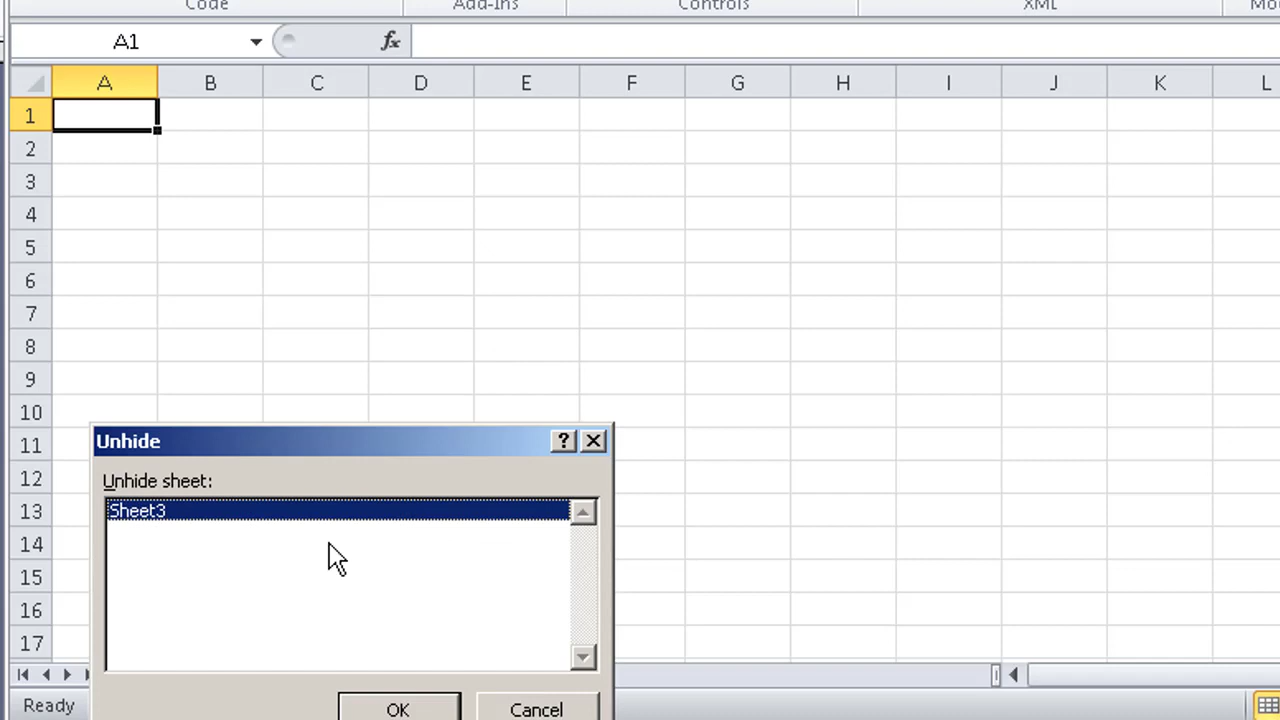 Code Add-Ins Controls XML
A1 fx
A B C D E F G H I J K L
1
2
3
4
5
6
7
8
9
10
11
12
13
14
15
16
17
Unhide
Unhide sheet:
Sheet3
OK Cancel
Ready